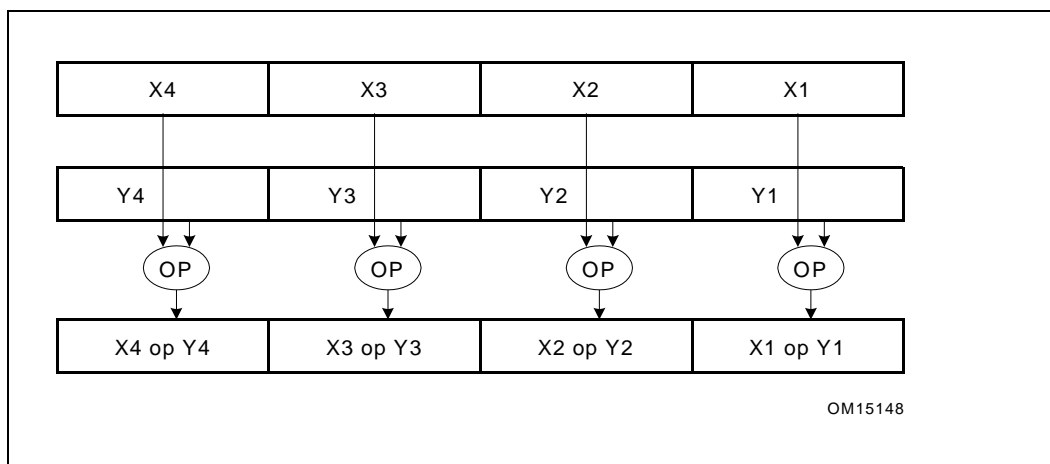 X4 X3 X2 X1
Y4 Y3 Y2 Y1
OP OP OP OP
X4 op Y4 X3 op Y3 X2 op Y2 X1 op Y1
OM15148